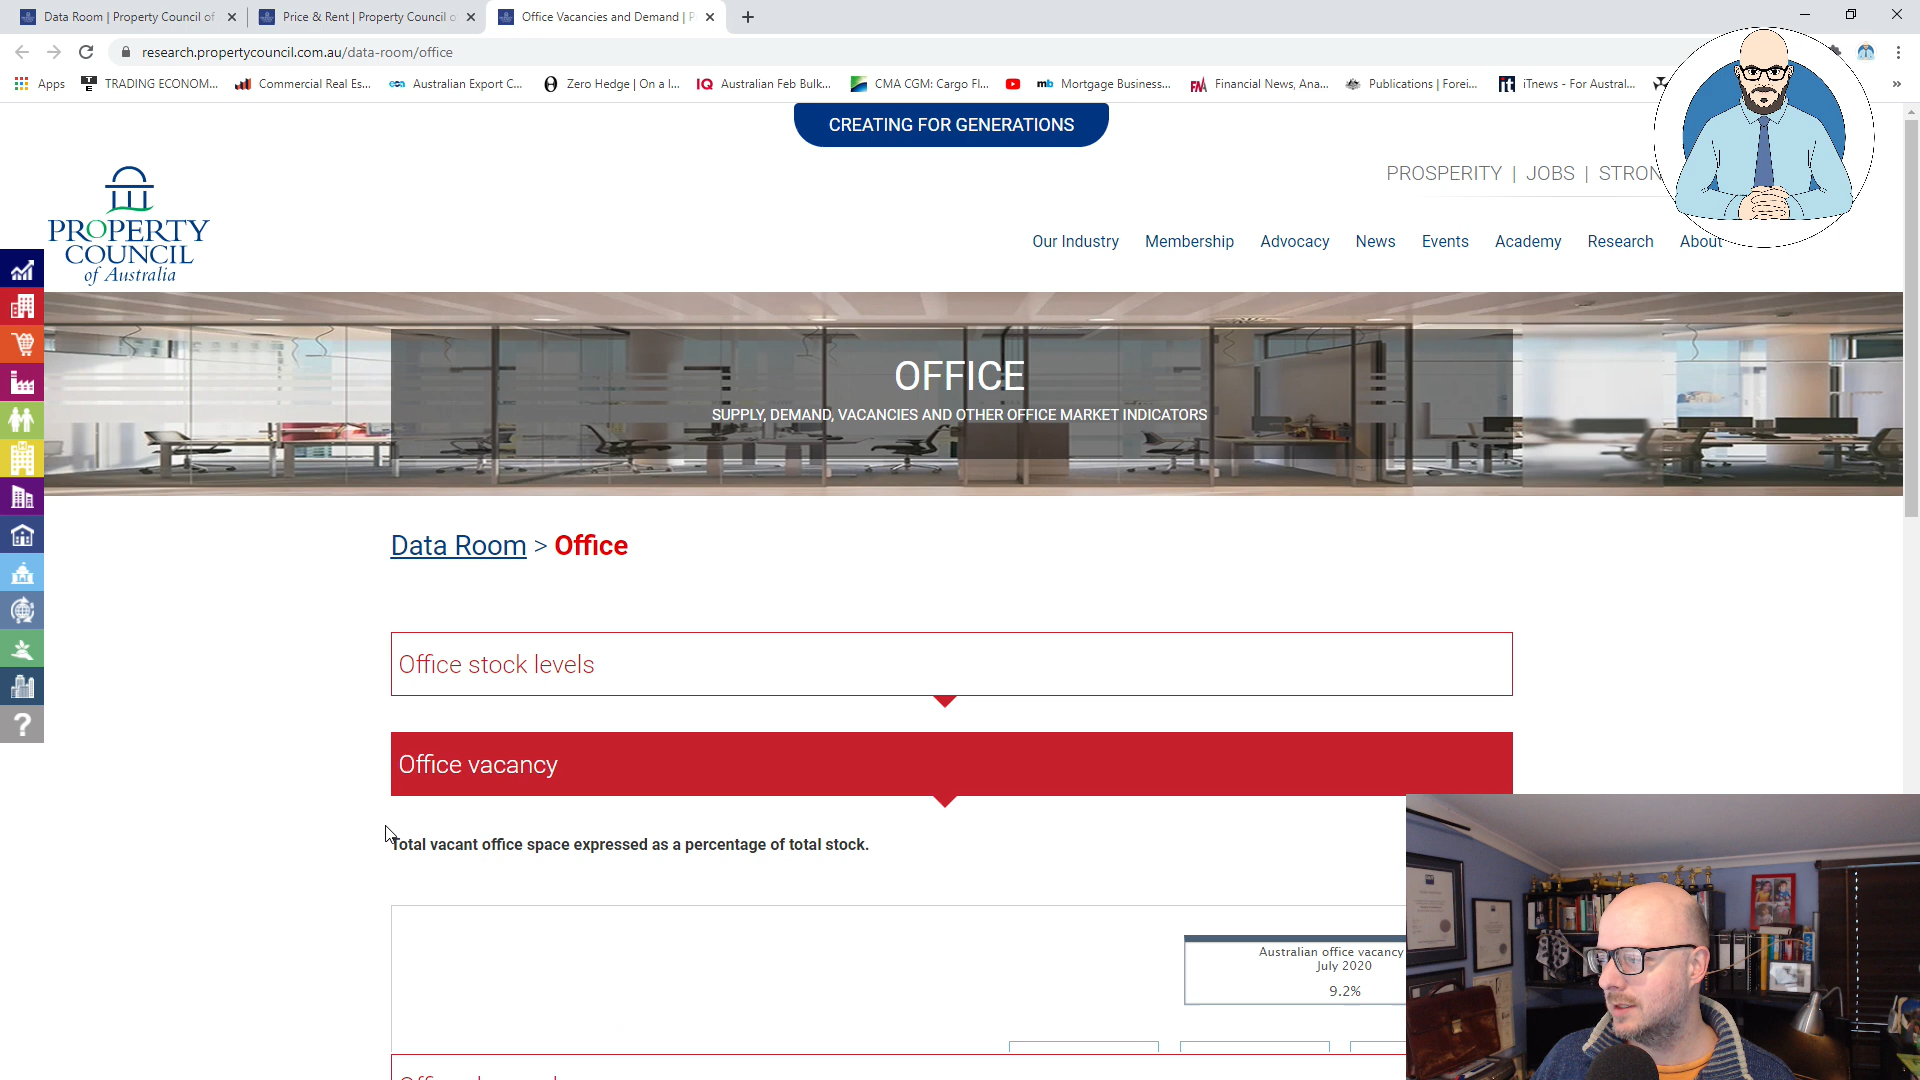 Data Room | Property Council of
Price & Rent | Property Council o
Office Vacancies and Demand | P
research.propertycouncil.com.au/data-room/office
Apps
TRADING ECONOM...
Commercial Real Es...
Australian Export C...
Zero Hedge | On a l...
IQ Australian Feb Bulk...
CMA CGM: Cargo Fl...
mb Mortgage Business...
FM Financial News, Ana...
Publications | Forei...
it iTnews - For Austral...
CREATING FOR GENERATIONS
PROSPERITY | JOBS | STRON
PROPERTY
COUNCIL
of Australia
Our Industry Membership Advocacy News Events Academy Research About
OFFICE
SUPPLY, DEMAND, VACANCIES AND OTHER OFFICE MARKET INDICATORS
Data Room > Office
Office stock levels
Office vacancy
Total vacant office space expressed as a percentage of total stock.
Australian office vacancy
July 2020
9.2%
?